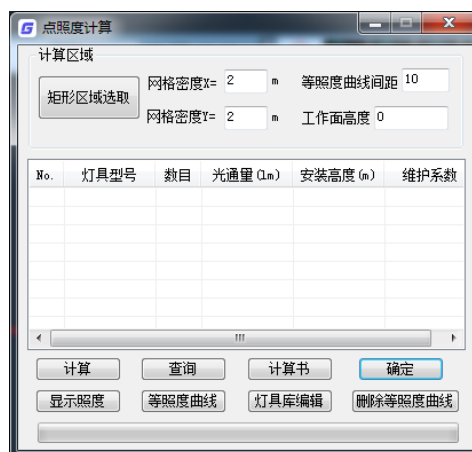 点照度计算
计算区域
矩形区域选取
网格密度X= 2 m
等照度曲线间距 10
网格密度Y= 2 m
工作面高度 0
No. 灯具型号 数目 光通量(lm) 安装高度(m) 维护系数
计算 查询 计算书 确定
显示照度 等照度曲线 灯具库编辑 删除等照度曲线